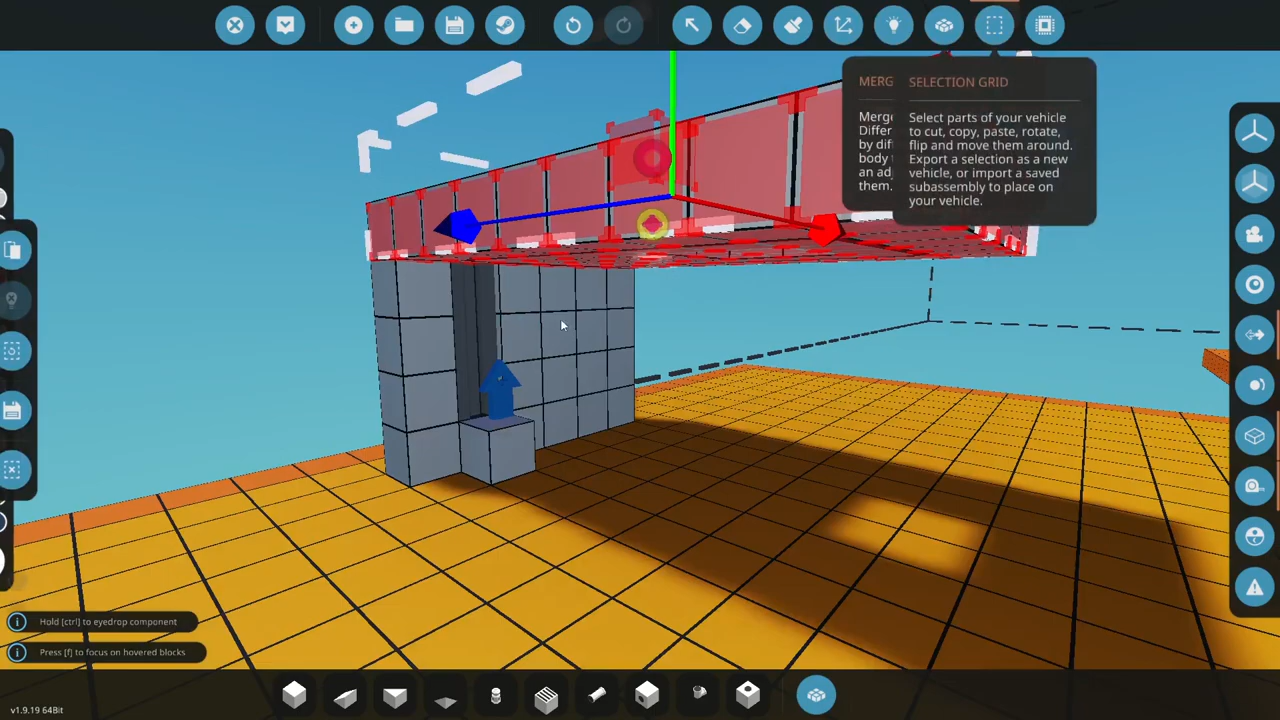 MERG
Merge
Differ
by dif
body
an ad
them.
SELECTION GRID
Select parts of your vehicle
to cut, copy, paste, rotate,
flip and move them around.
Export a selection as a new
vehicle, or import a saved
subassembly to place on
your vehicle.
Hold [ctrl] to eyedrop component
Press [f] to focus on hovered blocks
v1.9.19 64Bit